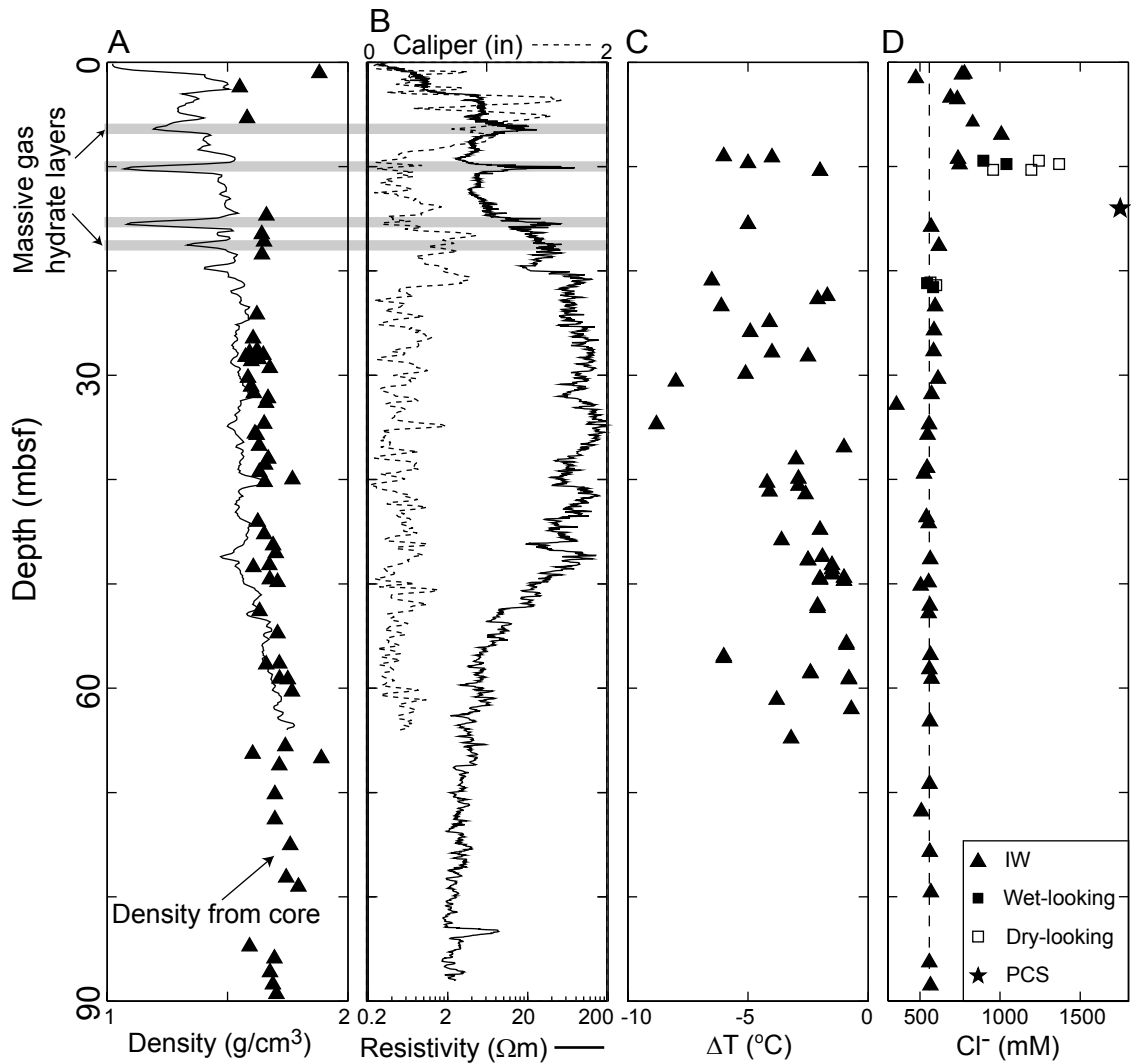 A
B
C
D
0 Caliper (in) 2
Massive gas
hydrate layers
Depth (mbsf)
0
30
60
90
Density from core
IW
Wet-looking
Dry-looking
PCS
1 2
Density (g/cm³)
0.2 2 20 200
Resistivity (Ωm)
-10 -5 0
ΔT (°C)
500 1000 1500
Cl⁻ (mM)